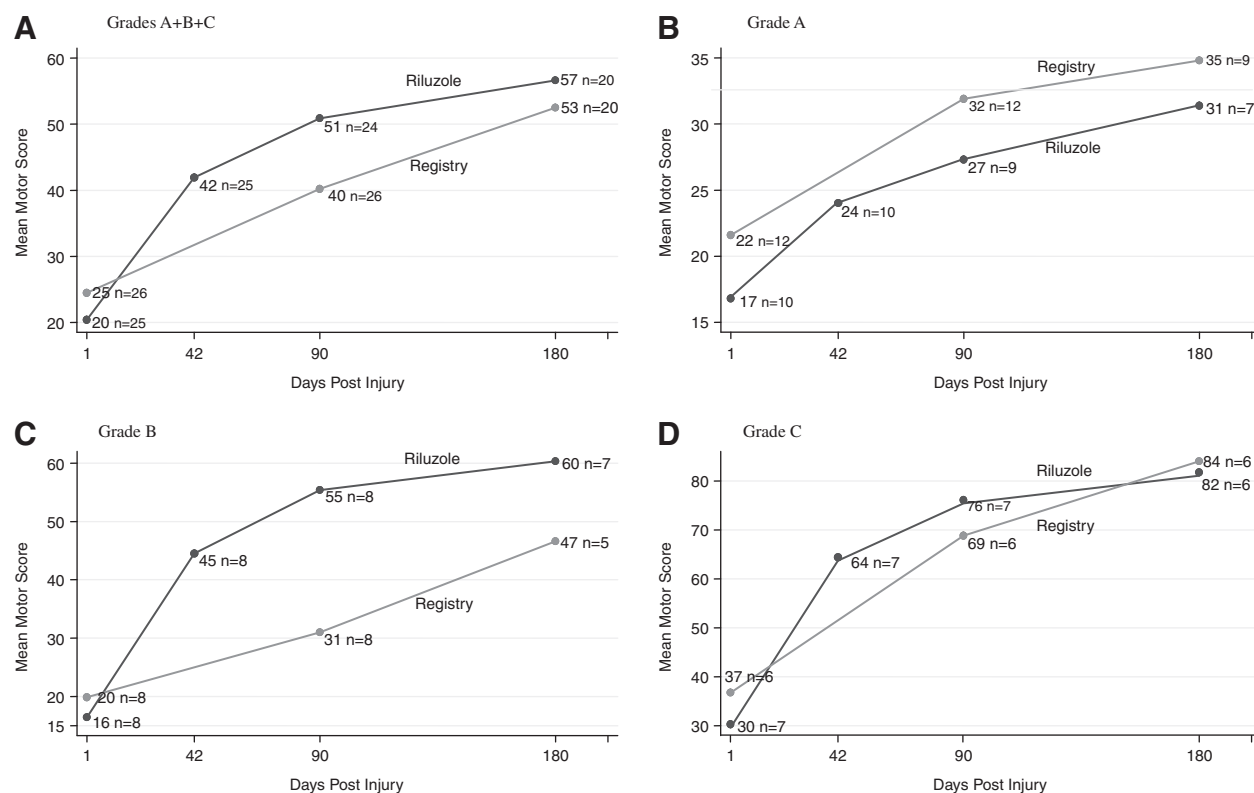 A Grades A+B+C
60
50
40
30
20
Mean Motor Score
Riluzole
Registry
57 n=20
53 n=20
51 n=24
42 n=25
40 n=26
25 n=26
20 n=25
1 42 90 180
Days Post Injury
B Grade A
35
30
25
20
15
Mean Motor Score
Registry
Riluzole
35 n=9
32 n=12
31 n=7
27 n=9
24 n=10
22 n=12
17 n=10
1 42 90 180
Days Post Injury
C Grade B
60
50
40
30
20
15
Mean Motor Score
Riluzole
Registry
60 n=7
55 n=8
45 n=8
47 n=5
31 n=8
20 n=8
16 n=8
1 42 90 180
Days Post Injury
D Grade C
80
70
60
50
40
30
Mean Motor Score
Riluzole
Registry
84 n=6
82 n=6
76 n=7
69 n=6
64 n=7
37 n=6
30 n=7
1 42 90 180
Days Post Injury